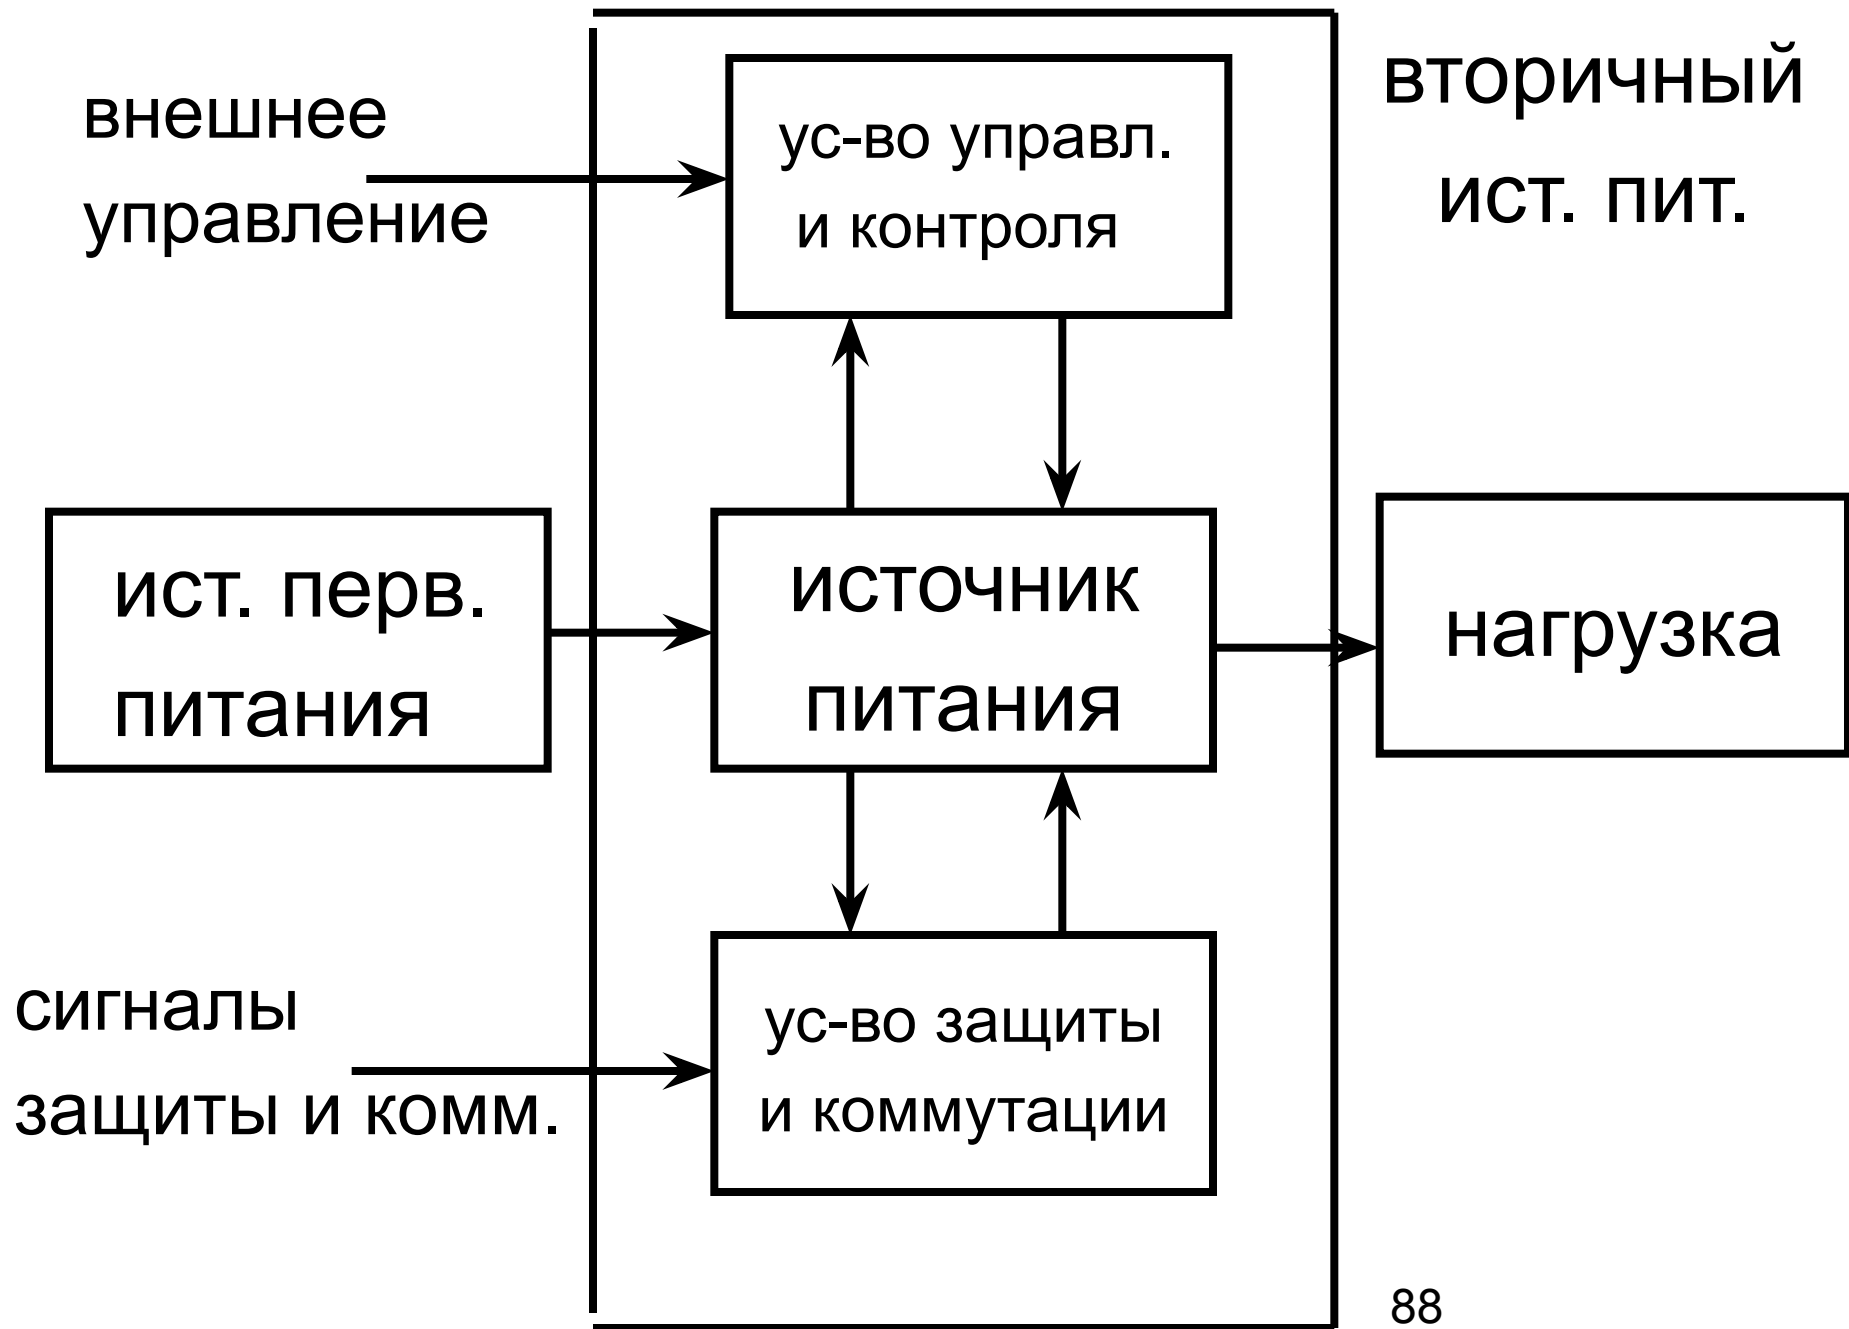 внешнее
управление
ус-во управл.
и контроля
вторичный
ист. пит.
ист. перв.
питания
источник
питания
нагрузка
сигналы
защиты и комм.
ус-во защиты
и коммутации
88